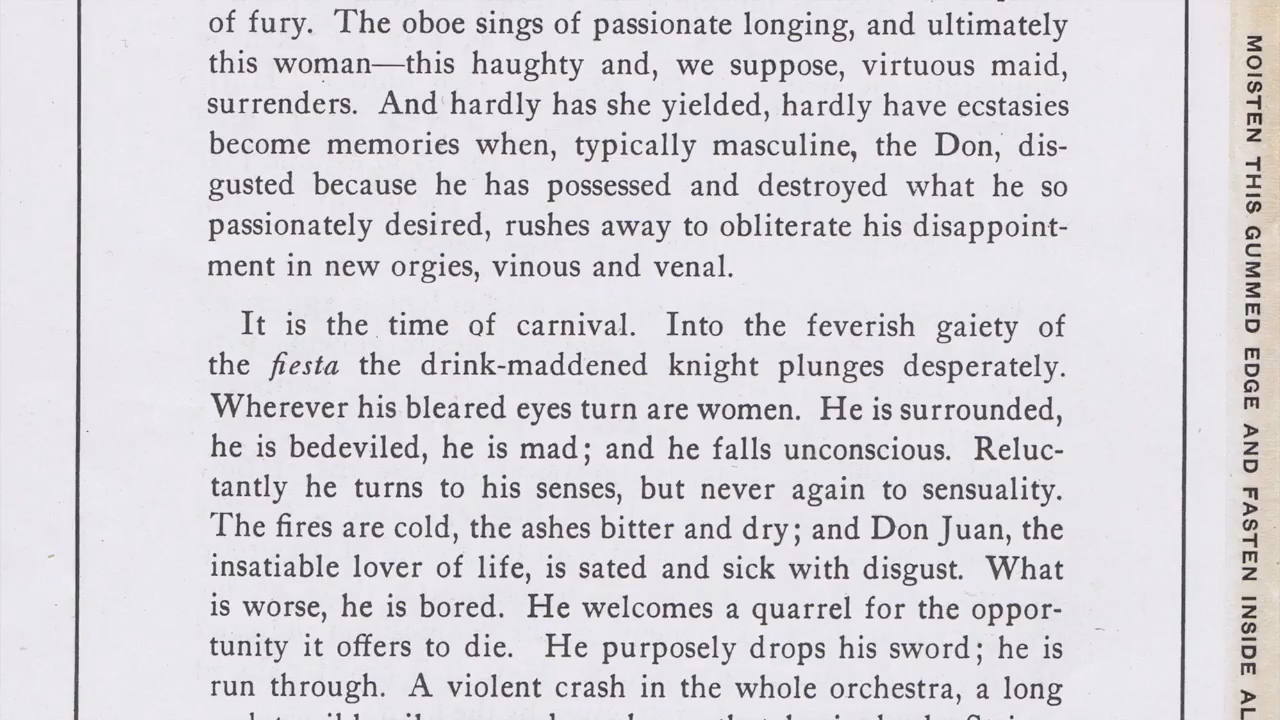 of fury. The oboe sings of passionate longing, and ultimately
this woman—this haughty and, we suppose, virtuous maid,
surrenders. And hardly has she yielded, hardly have ecstasies
become memories when, typically masculine, the Don, dis-
gusted because he has possessed and destroyed what he so
passionately desired, rushes away to obliterate his disappoint-
ment in new orgies, vinous and venal.
It is the time of carnival. Into the feverish gaiety of
the fiesta the drink-maddened knight plunges desperately.
Wherever his bleared eyes turn are women. He is surrounded,
he is bedeviled, he is mad; and he falls unconscious. Reluc-
tantly he turns to his senses, but never again to sensuality.
The fires are cold, the ashes bitter and dry; and Don Juan, the
insatiable lover of life, is sated and sick with disgust. What
is worse, he is bored. He welcomes a quarrel for the oppor-
tunity it offers to die. He purposely drops his sword; he is
run through. A violent crash in the whole orchestra, a long
MOISTEN THIS GUMMED EDGE AND FASTEN INSIDE AL